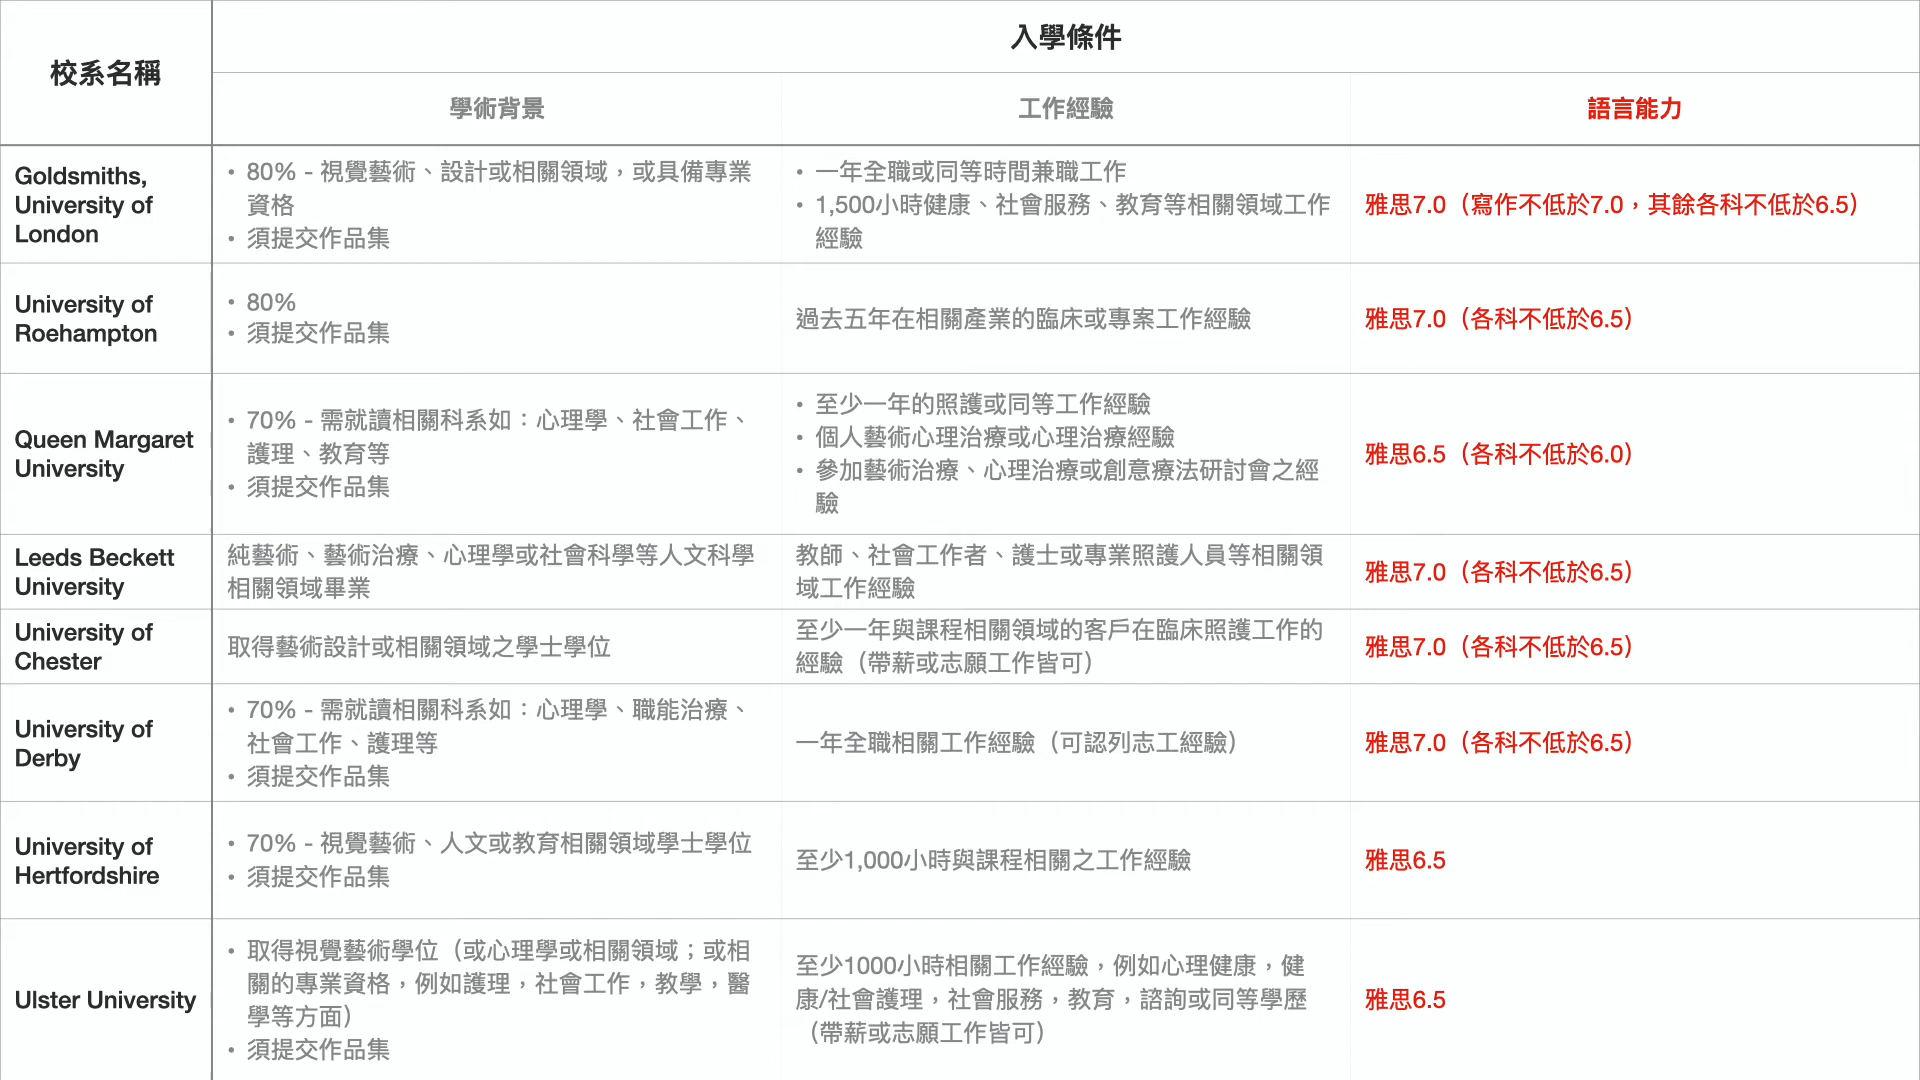 校系名稱
入學條件
學術背景
工作經驗
語言能力
Goldsmiths,
University of
London
• 80% - 視覺藝術、設計或相關領域，或具備專業
資格
• 須提交作品集
• 一年全職或同等時間兼職工作
• 1,500小時健康、社會服務、教育等相關領域工作
經驗
雅思7.0（寫作不低於7.0，其餘各科不低於6.5）
University of
Roehampton
• 80%
• 須提交作品集
過去五年在相關產業的臨床或專案工作經驗
雅思7.0（各科不低於6.5）
Queen Margaret
University
• 70% - 需就讀相關科系如：心理學、社會工作、
護理、教育等
• 須提交作品集
• 至少一年的照護或同等工作經驗
• 個人藝術心理治療或心理治療經驗
• 參加藝術治療、心理治療或創意療法研討會之經
驗
雅思6.5（各科不低於6.0）
Leeds Beckett
University
純藝術、藝術治療、心理學或社會科學等人文科學
相關領域畢業
教師、社會工作者、護士或專業照護人員等相關領
域工作經驗
雅思7.0（各科不低於6.5）
University of
Chester
取得藝術設計或相關領域之學士學位
至少一年與課程相關領域的客戶在臨床照護工作的
經驗（帶薪或志願工作皆可）
雅思7.0（各科不低於6.5）
University of
Derby
• 70% - 需就讀相關科系如：心理學、職能治療、
社會工作、護理等
• 須提交作品集
一年全職相關工作經驗（可認列志工經驗）
雅思7.0（各科不低於6.5）
University of
Hertfordshire
• 70% - 視覺藝術、人文或教育相關領域學士學位
• 須提交作品集
至少1,000小時與課程相關之工作經驗
雅思6.5
Ulster University
• 取得視覺藝術學位（或心理學或相關領域；或相
關的專業資格，例如護理，社會工作，教學，醫
學等方面）
• 須提交作品集
至少1000小時相關工作經驗，例如心理健康，健
康/社會護理，社會服務，教育，諮詢或同等學歷
（帶薪或志願工作皆可）
雅思6.5